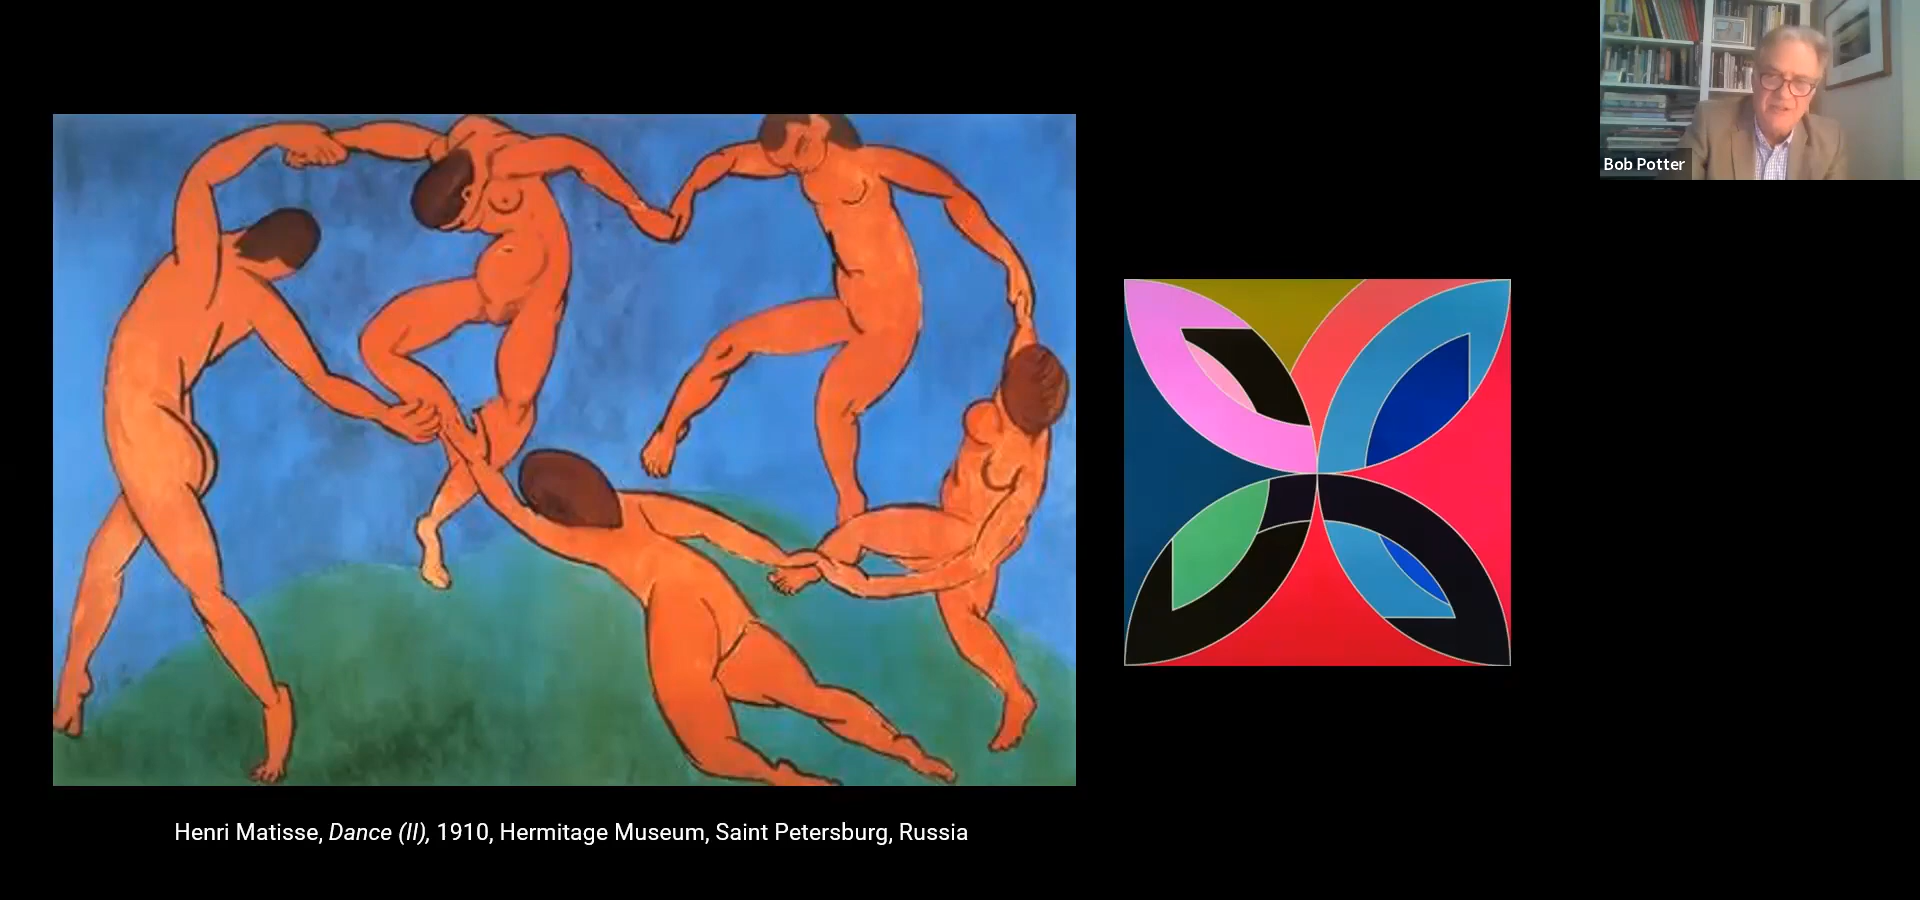 Bob Potter
Henri Matisse, Dance (II), 1910, Hermitage Museum, Saint Petersburg, Russia